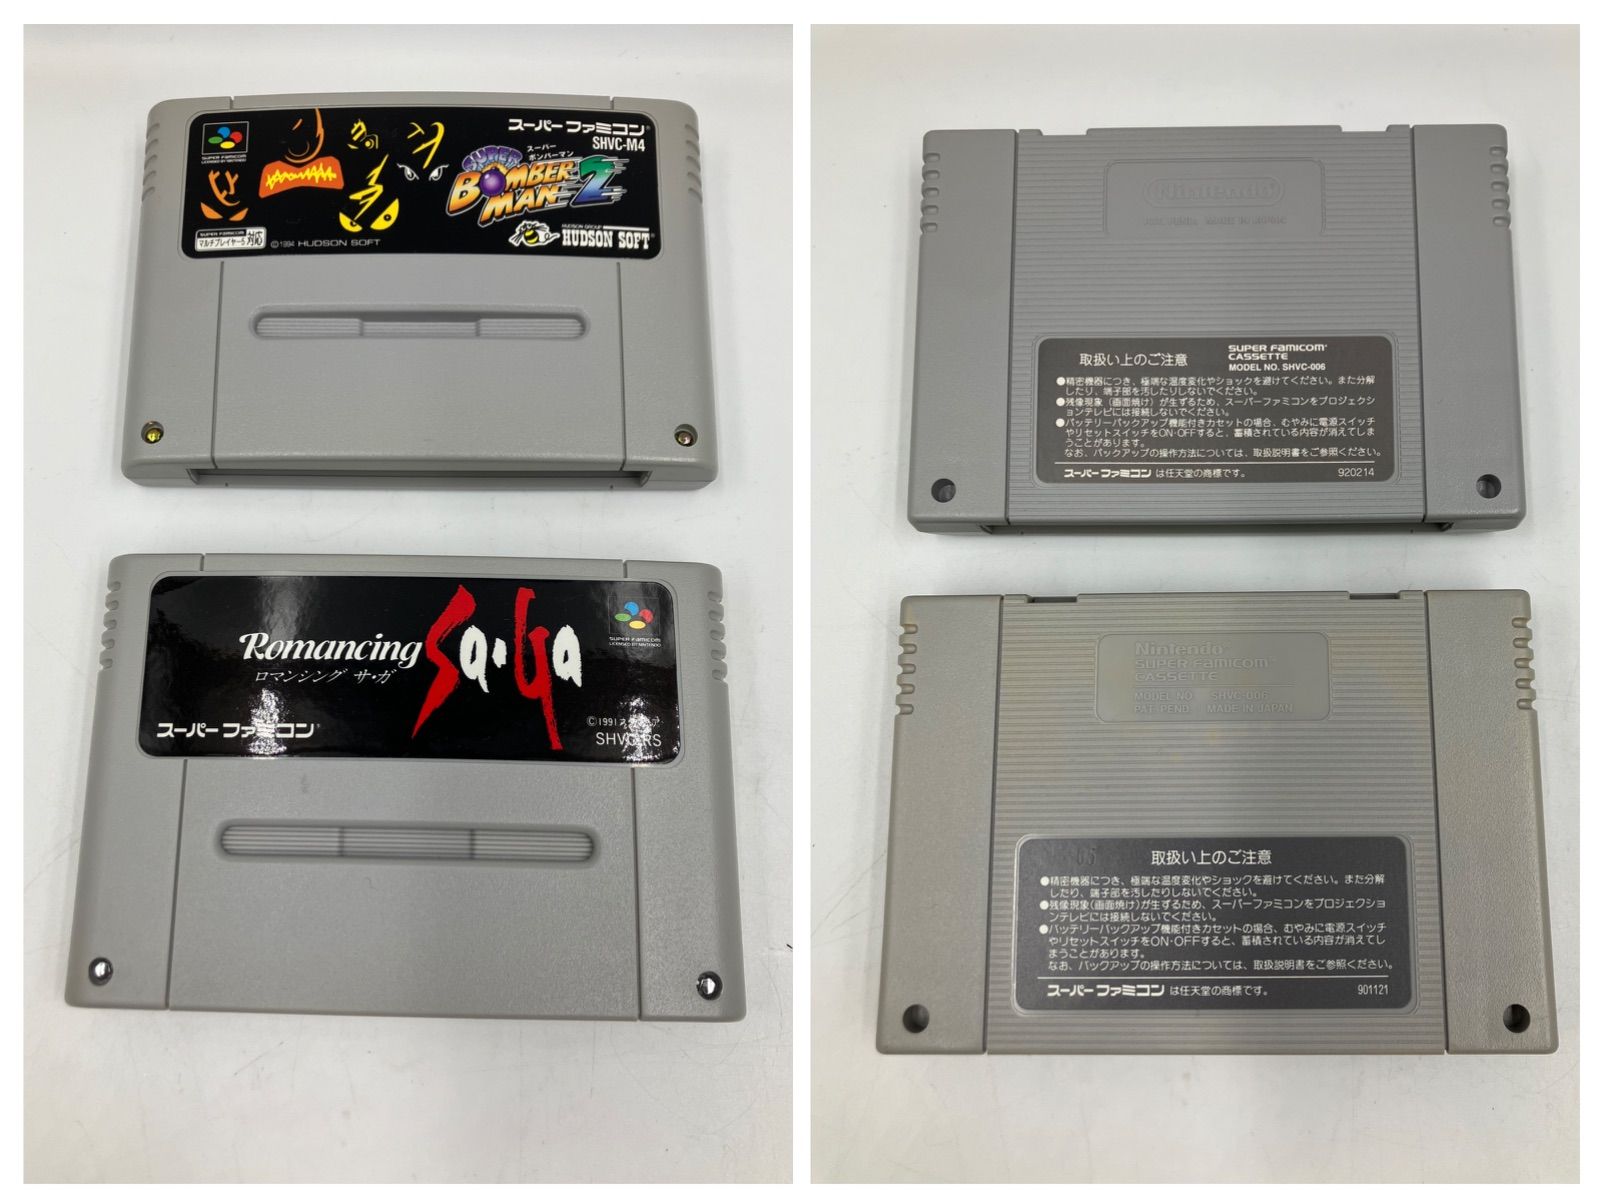 SUPER FAMICOM
LICENSED BY NINTENDO
スーパーファミコン
SHVC-M4
スーパー
ボンバーマン
SUPER
BOMBER
MAN 2
SUPER FAMICOM
マルチプレイヤー5 対応
©1994 HUDSON SOFT
HUDSON GROUP
HUDSON SOFT
Romancing Sa・Ga
ロマンシング サ・ガ
SUPER FAMICOM
LICENSED BY NINTENDO
スーパーファミコン
©1991 スクウェア
SHVC-RS
Nintendo
PAT. PEND. MADE IN JAPAN
取扱い上のご注意
SUPER FAMICOM
CASSETTE
MODEL NO. SHVC-006
●精密機器につき、極端な温度変化やショックを避けてください。また分解
したり、端子部を汚したりしないでください。
●残像現象（画面焼け）が生ずるため、スーパーファミコンをプロジェクシ
ョンテレビには接続しないでください。
●バッテリーバックアップ機能付きカセットの場合、むやみに電源スイッチ
やリセットスイッチをON・OFFすると、蓄積されている内容が消えてしま
うことがあります。
なお、バックアップの操作方法については、取扱説明書をご参照ください。
スーパーファミコン は任天堂の商標です。
920214
Nintendo
SUPER FAMICOM
CASSETTE
MODEL NO. SHVC-006
PAT. PEND. MADE IN JAPAN
05
取扱い上のご注意
●精密機器につき、極端な温度変化やショックを避けてください。また分解
したり、端子部を汚したりしないでください。
●残像現象(画面焼け)が生ずるため、スーパーファミコンをプロジェクショ
ンテレビには接続しないでください。
●バッテリーバックアップ機能付きカセットの場合、むやみに電源スイッチ
やリセットスイッチをON・OFFすると、蓄積されている内容が消えてし
まうことがあります。
なお、バックアップの操作方法については、取扱説明書をご参照ください。
スーパーファミコン は任天堂の商標です。
901121